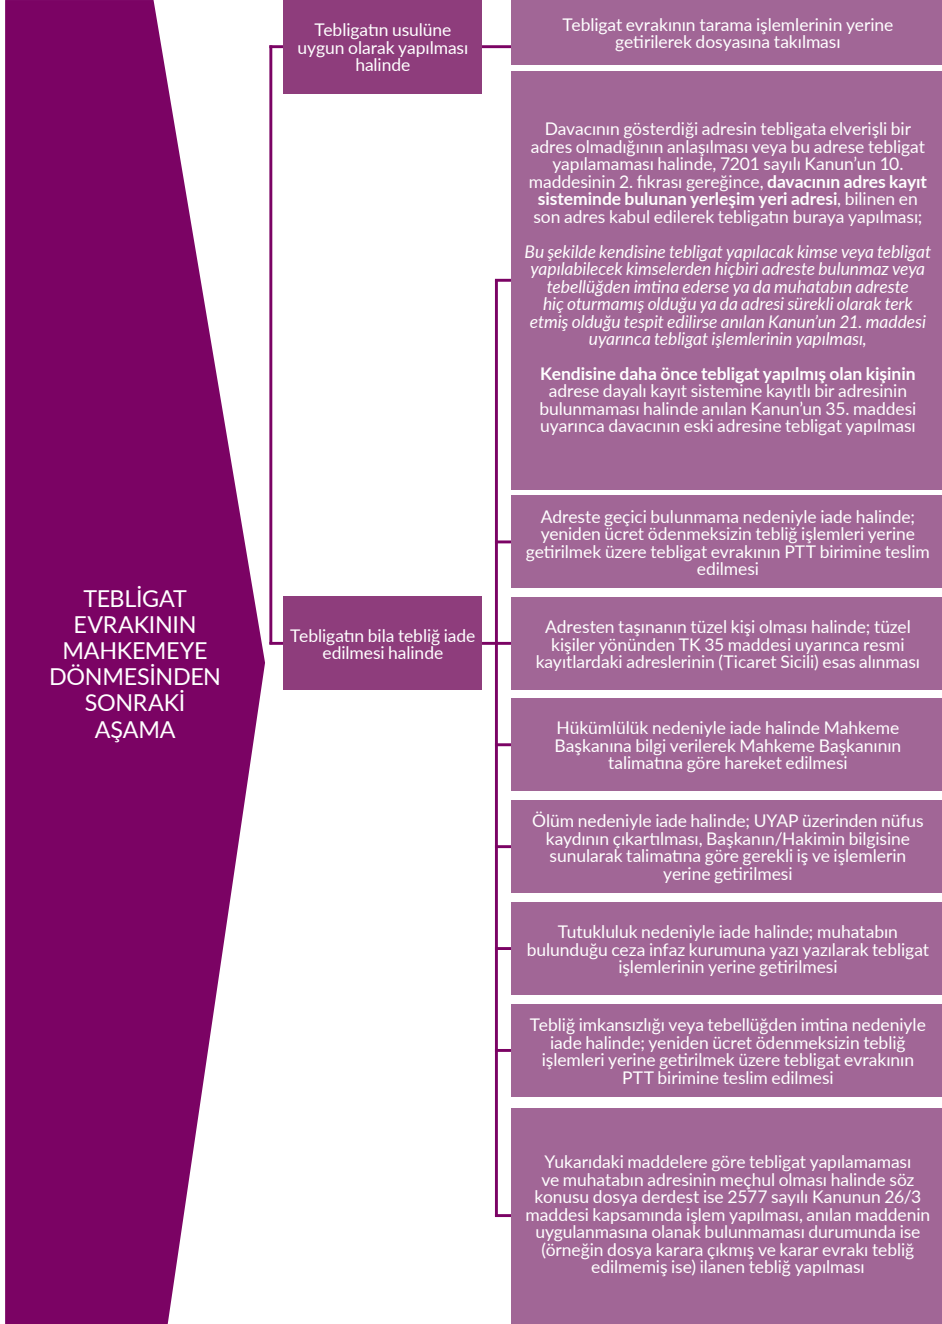 TEBLİGAT
EVRAKININ
MAHKEMEYE
DÖNMESİNDEN
SONRAKİ
AŞAMA
Tebligatın usulüne
uygun olarak yapılması
halinde
Tebligat evrakının tarama işlemlerinin yerine
getirilerek dosyasına takılması
Tebligatın bila tebliğ iade
edilmesi halinde
Davacının gösterdiği adresin tebligata elverişli bir
adres olmadığının anlaşılması veya bu adrese tebligat
yapılamaması halinde, 7201 sayılı Kanun’un 10.
maddesinin 2. fıkrası gereğince, davacının adres kayıt
sisteminde bulunan yerleşim yeri adresi, bilinen en
son adres kabul edilerek tebligatın buraya yapılması;
Bu şekilde kendisine tebligat yapılacak kimse veya tebligat
yapılabilecek kimselerden hiçbiri adreste bulunmaz veya
tebellüğden imtina ederse ya da muhatabın adreste
hiç oturmamış olduğu ya da adresi sürekli olarak terk
etmiş olduğu tespit edilirse anılan Kanun’un 21. maddesi
uyarınca tebligat işlemlerinin yapılması,
Kendisine daha önce tebligat yapılmış olan kişinin
adrese dayalı kayıt sistemine kayıtlı bir adresinin
bulunmaması halinde anılan Kanun’un 35. maddesi
uyarınca davacının eski adresine tebligat yapılması
Adreste geçici bulunmama nedeniyle iade halinde;
yeniden ücret ödenmeksizin tebliğ işlemleri yerine
getirilmek üzere tebligat evrakının PTT birimine teslim
edilmesi
Adresten taşınanın tüzel kişi olması halinde; tüzel
kişiler yönünden TK 35 maddesi uyarınca resmi
kayıtlardaki adreslerinin (Ticaret Sicili) esas alınması
Hükümlülük nedeniyle iade halinde Mahkeme
Başkanına bilgi verilerek Mahkeme Başkanının
talimatına göre hareket edilmesi
Ölüm nedeniyle iade halinde; UYAP üzerinden nüfus
kaydının çıkartılması, Başkanın/Hakimin bilgisine
sunularak talimatına göre gerekli iş ve işlemlerin
yerine getirilmesi
Tutukluluk nedeniyle iade halinde; muhatabın
bulunduğu ceza infaz kurumuna yazı yazılarak tebligat
işlemlerinin yerine getirilmesi
Tebliğ imkansızlığı veya tebellüğden imtina nedeniyle
iade halinde; yeniden ücret ödenmeksizin tebliğ
işlemleri yerine getirilmek üzere tebligat evrakının
PTT birimine teslim edilmesi
Yukarıdaki maddelere göre tebligat yapılamaması
ve muhatabın adresinin meçhul olması halinde söz
konusu dosya derdest ise 2577 sayılı Kanunun 26/3
maddesi kapsamında işlem yapılması, anılan maddenin
uygulanmasına olanak bulunmaması durumunda ise
(örneğin dosya karara çıkmış ve karar evrakı tebliğ
edilmemiş ise) ilanen tebliğ yapılması